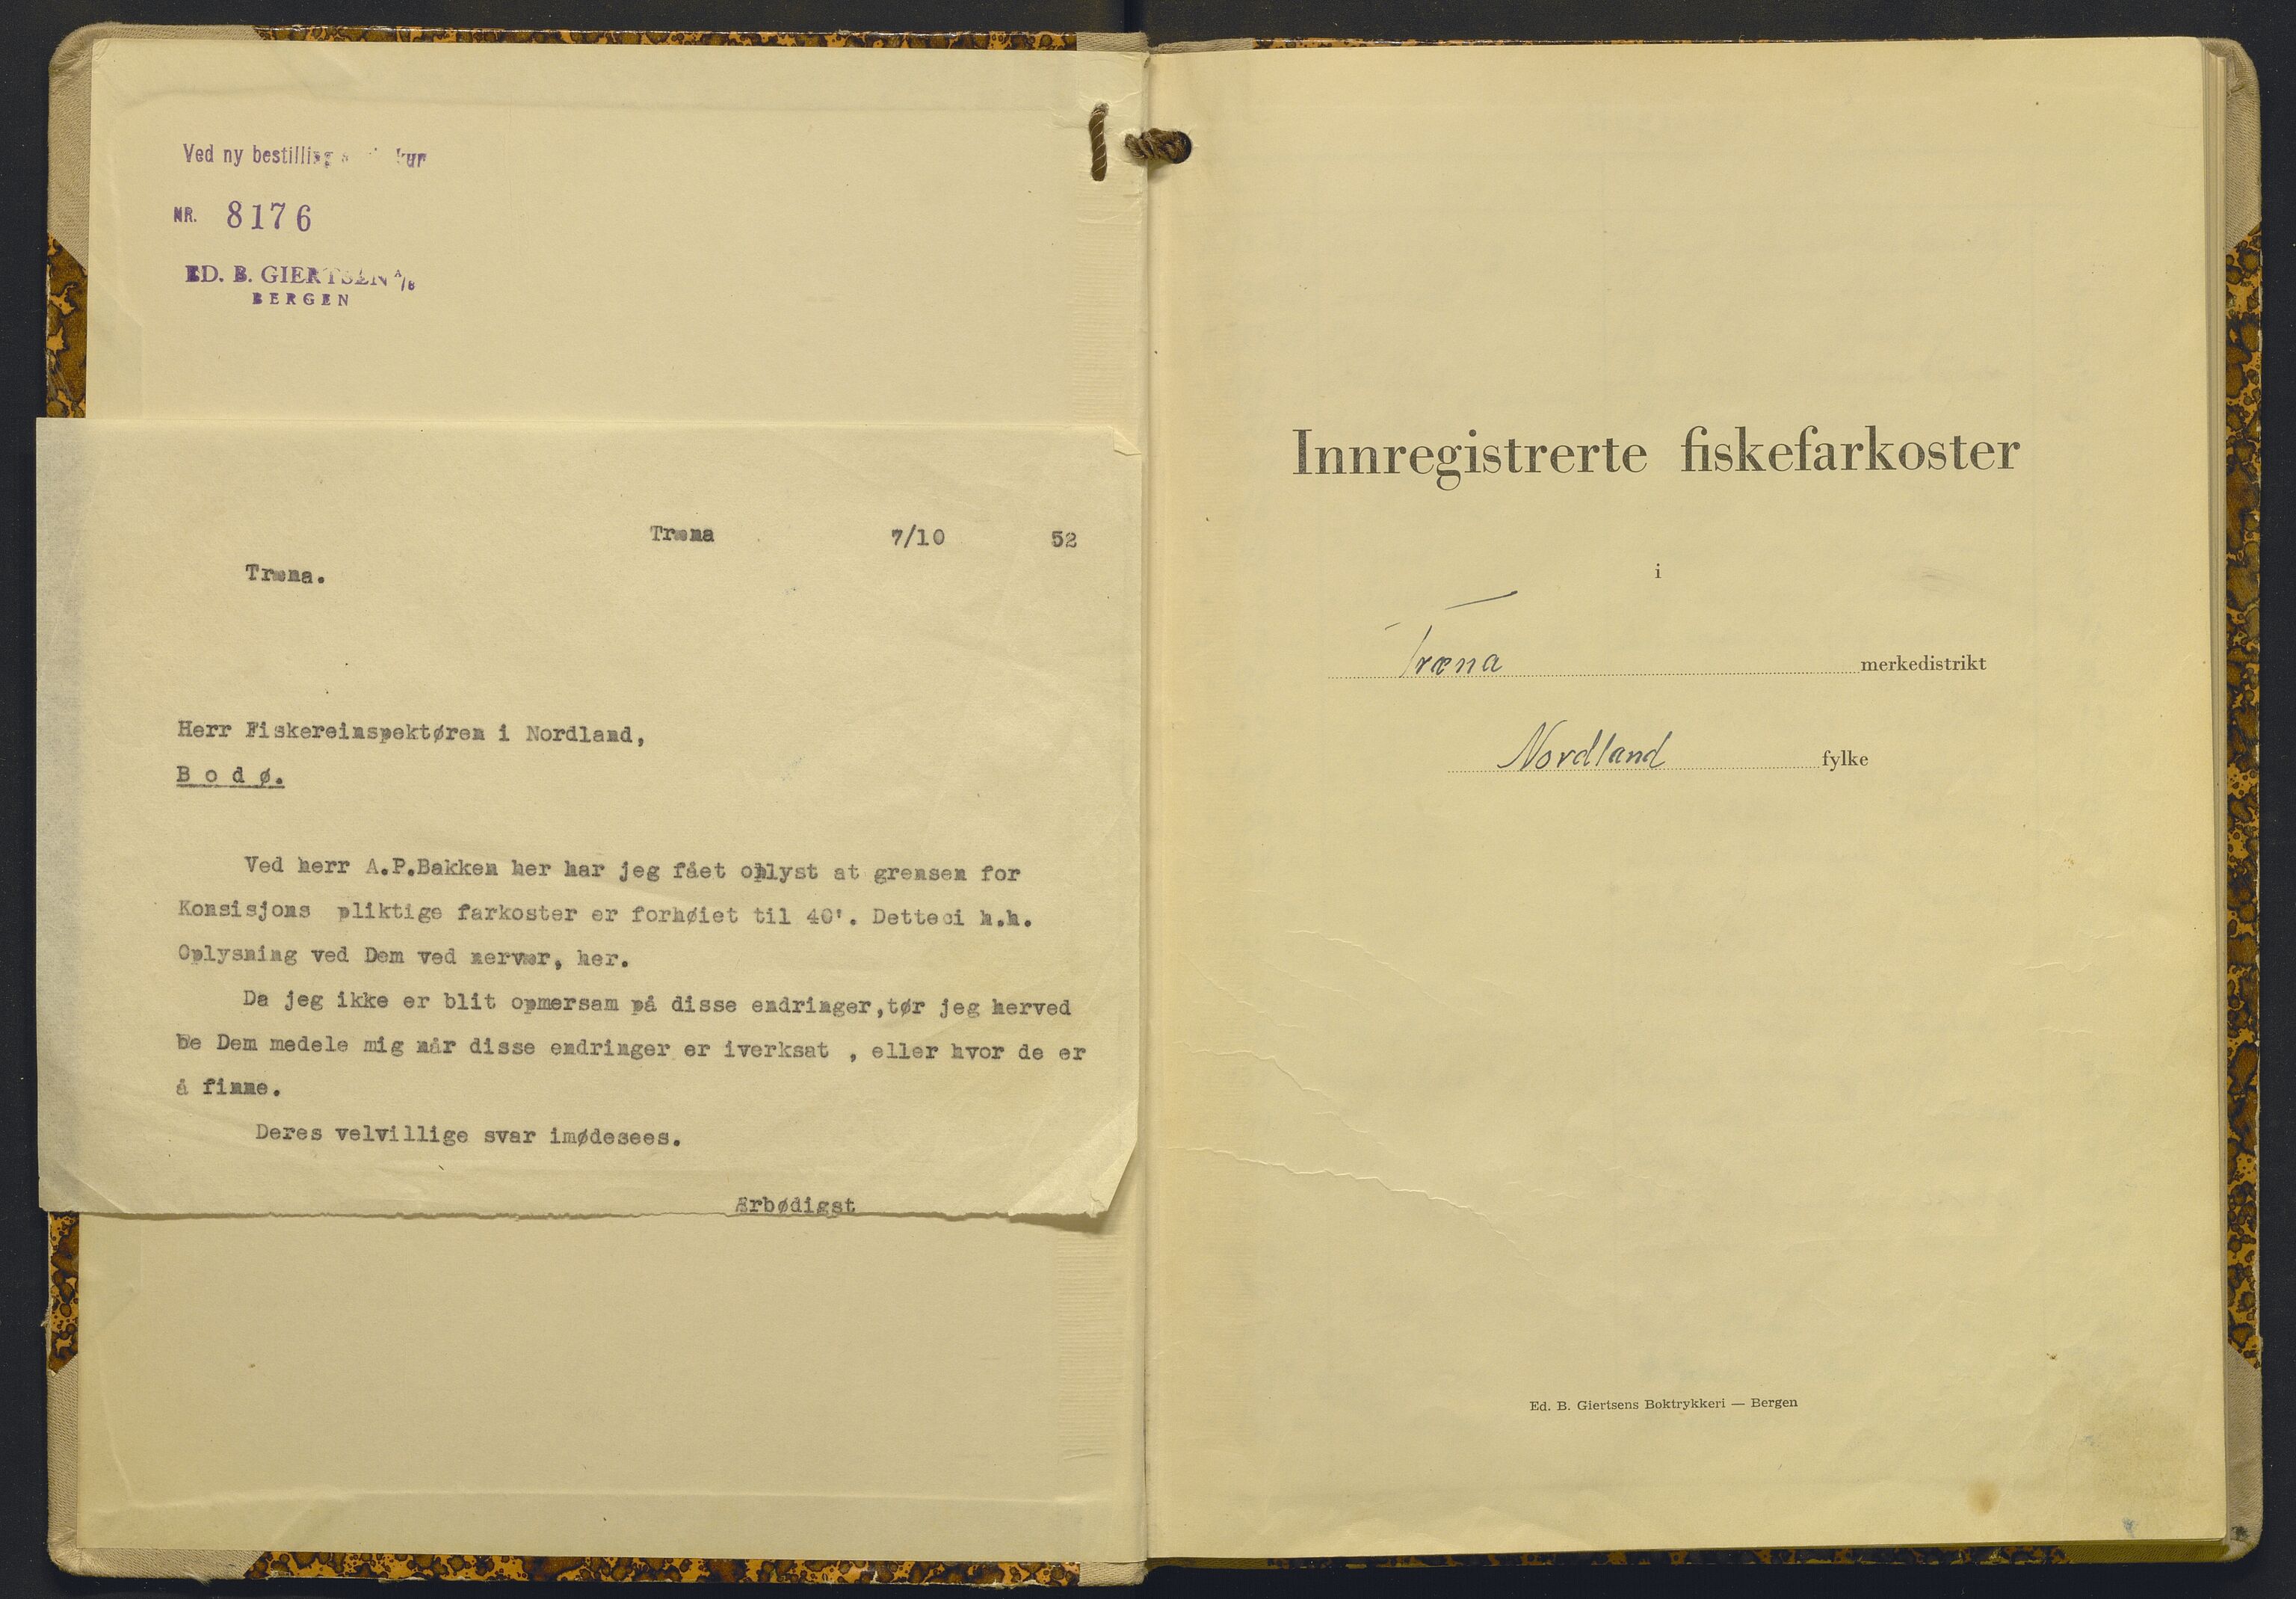 Ved ny bestilling kun
NR. 8176
ED. B. GIERTSEN A/S
BERGEN
Træna 7/10 52
Træna.
Herr Fiskereinspektøren i Nordland,
B o d ø.
Ved herr A.P.Bakken her har jeg fået oplyst at grensen for
Konsisjons pliktige farkoster er forhøiet til 40'. Dette i h.h.
Oplysning ved Dem ved nervær, her.
Da jeg ikke er blit opmersam på disse endringer,tør jeg herved
be Dem medele mig når disse endringer er iverksat , eller hvor de er
å finne.
Deres velvillige svar imødesees.
Ærbødigst
Innregistrerte fiskefarkoster
i
Træna merkedistrikt
Nordland fylke
Ed. B. Giertsens Boktrykkeri — Bergen